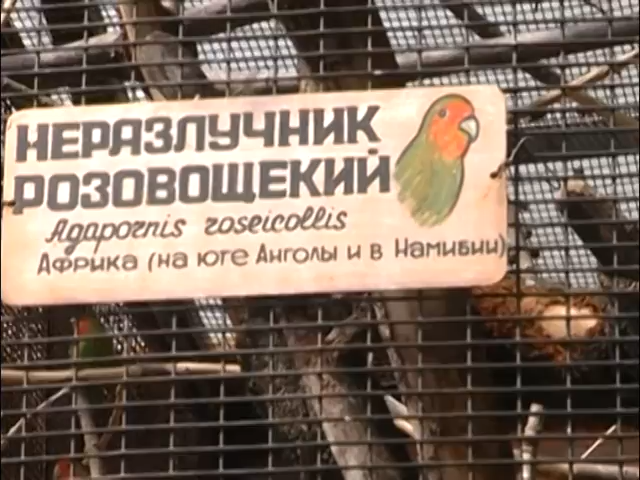 НЕРАЗЛУЧНИК
РОЗОВОЩЕКИЙ
Agapornis roseicollis
Африка (на юге Анголы и в Намибии)